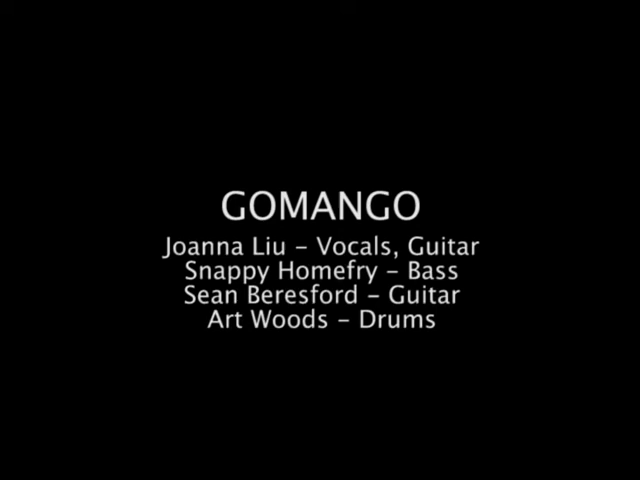 GOMANGO
Joanna Liu – Vocals, Guitar
Snappy Homefry – Bass
Sean Beresford – Guitar
Art Woods – Drums